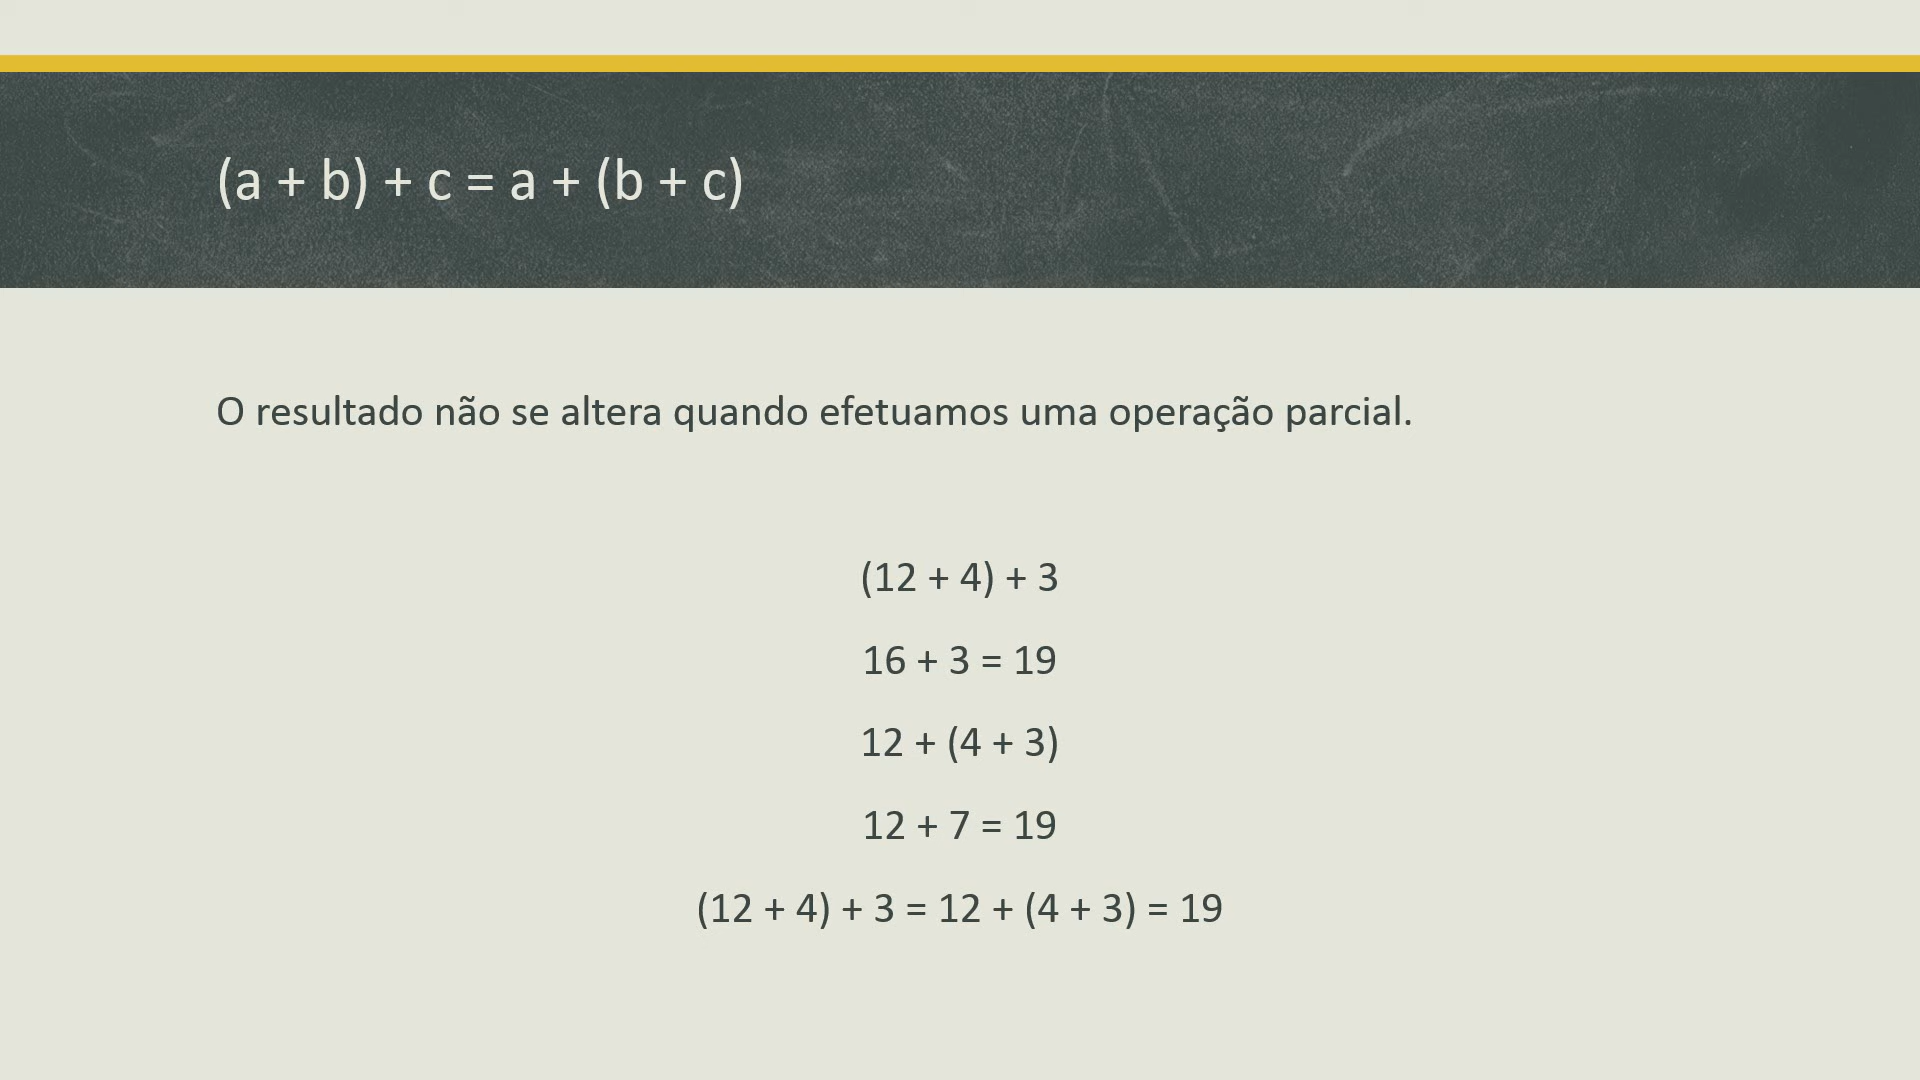 (a + b) + c = a + (b + c)
O resultado não se altera quando efetuamos uma operação parcial.
(12 + 4) + 3
16 + 3 = 19
12 + (4 + 3)
12 + 7 = 19
(12 + 4) + 3 = 12 + (4 + 3) = 19